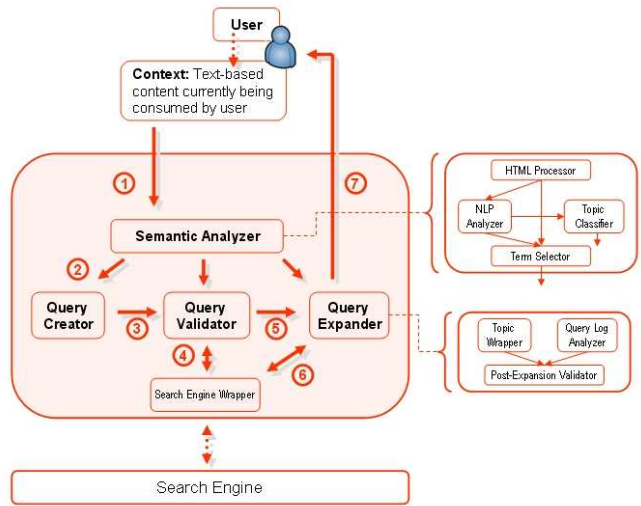 User
Context: Text-based
content currently being
consumed by user
1
7
Semantic Analyzer
2
Query
Creator
3
Query
Validator
5
Query
Expander
4
6
Search Engine Wrapper
Search Engine
HTML Processor
NLP
Analyzer
Topic
Classifier
Term Selector
Topic
Wrapper
Query Log
Analyzer
Post-Expansion Validator